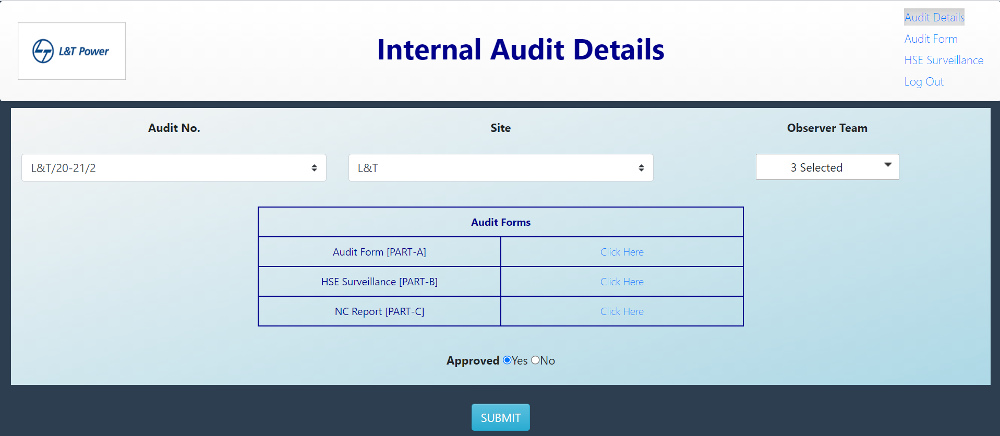 L&T Power
Internal Audit Details
Audit Details
Audit Form
HSE Surveillance
Log Out
Audit No. Site Observer Team
L&T/20-21/2 L&T 3 Selected
Audit Forms
Audit Form [PART-A] Click Here
HSE Surveillance [PART-B] Click Here
NC Report [PART-C] Click Here
Approved Yes No
SUBMIT